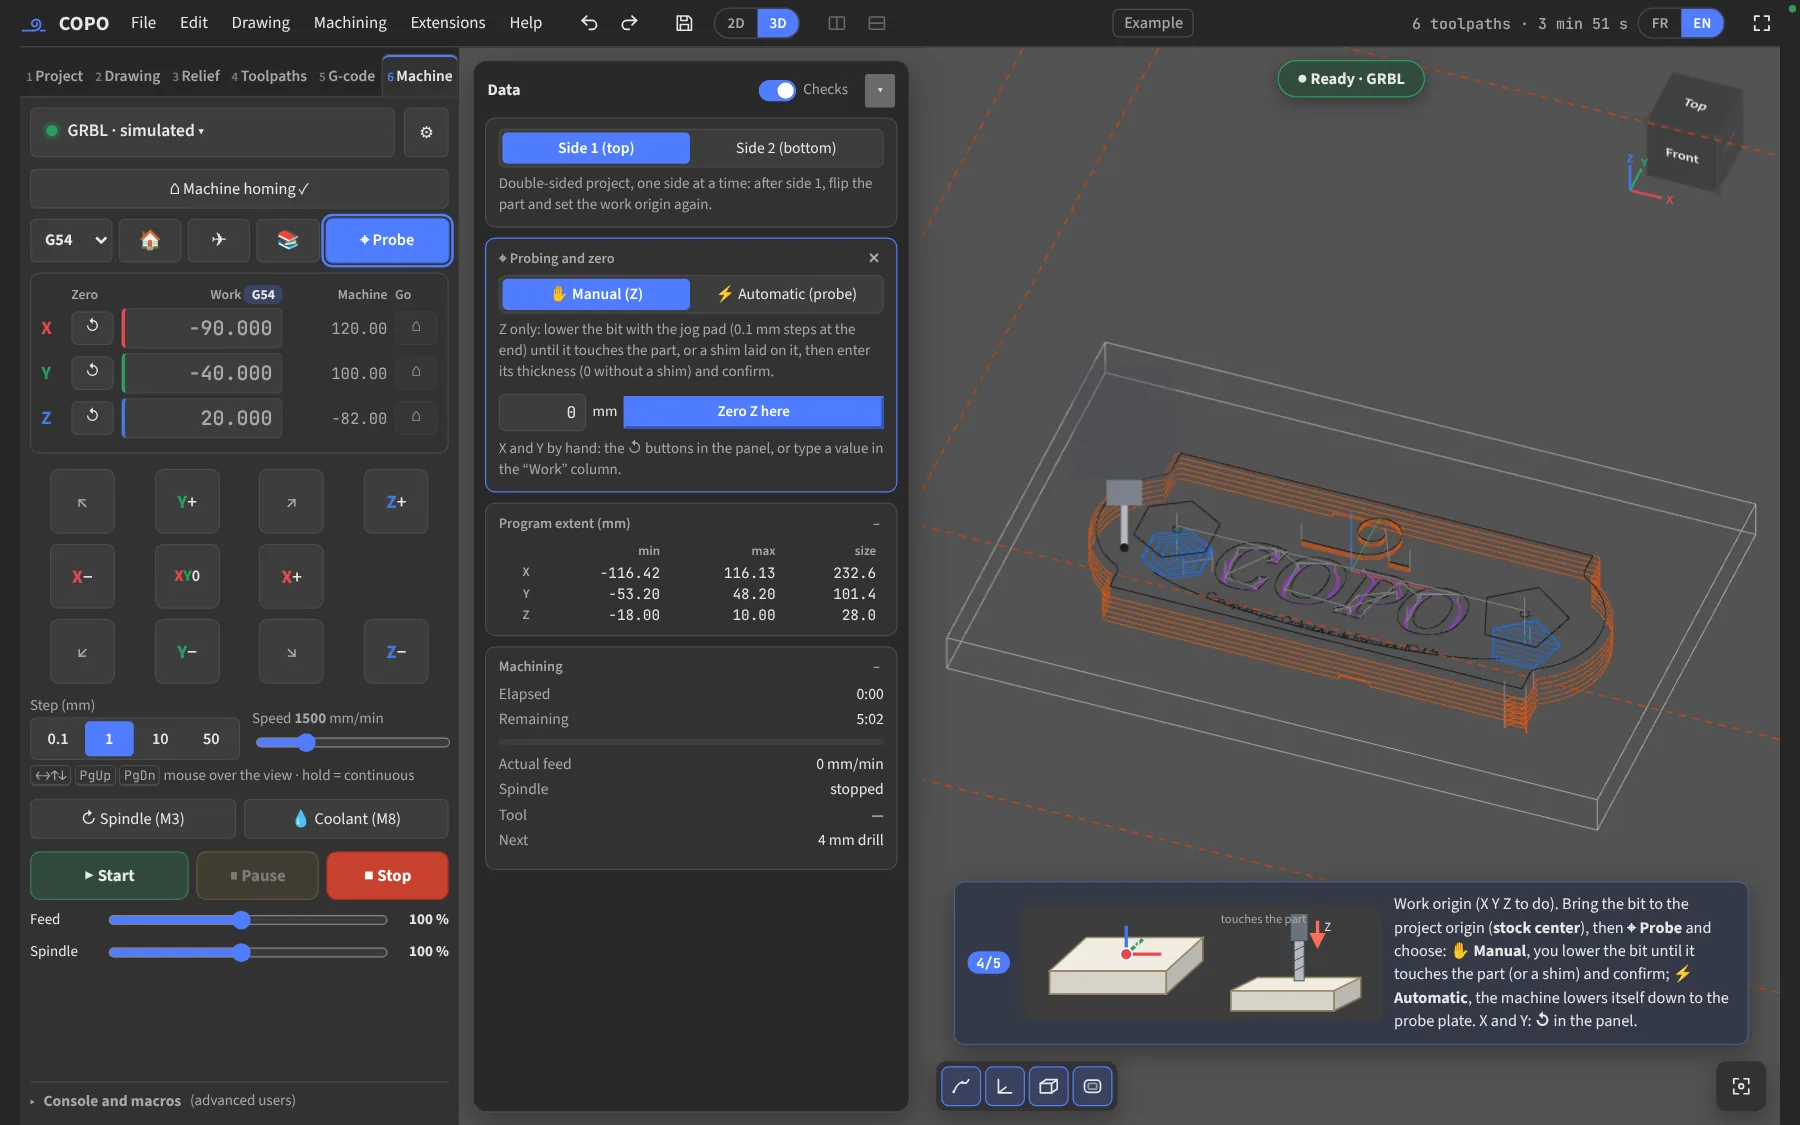 COPO File Edit Drawing Machining Extensions Help 2D 3D Example 6 toolpaths · 3 min 51 s FR EN
1 Project 2 Drawing 3 Relief 4 Toolpaths 5 G-code 6 Machine
GRBL · simulated
Machine homing ✓
G54 Probe
Zero Work G54 Machine Go
X -90.000 120.00
Y -40.000 100.00
Z 20.000 -82.00
Y+ Z+
X− XY0 X+
Y− Z−
Step (mm)
Speed 1500 mm/min
0.1 1 10 50
PgUp PgDn mouse over the view · hold = continuous
Spindle (M3) Coolant (M8)
Start Pause Stop
Feed 100 %
Spindle 100 %
Console and macros (advanced users)
Data Checks
Side 1 (top) Side 2 (bottom)
Double-sided project, one side at a time: after side 1, flip the
part and set the work origin again.
Probing and zero
Manual (Z) Automatic (probe)
Z only: lower the bit with the jog pad (0.1 mm steps at the
end) until it touches the part, or a shim laid on it, then enter
its thickness (0 without a shim) and confirm.
0 mm Zero Z here
X and Y by hand: the ↺ buttons in the panel, or type a value in
the “Work” column.
Program extent (mm) –
min max size
X -116.42 116.13 232.6
Y -53.20 48.20 101.4
Z -18.00 10.00 28.0
Machining –
Elapsed 0:00
Remaining 5:02
Actual feed 0 mm/min
Spindle stopped
Tool —
Next 4 mm drill
Ready · GRBL
Top
Front
Z Y
X
COPO
4/5
touches the part
Z
Work origin (X Y Z to do). Bring the bit to the
project origin (stock center), then Probe and
choose: Manual, you lower the bit until it
touches the part (or a shim) and confirm;
Automatic, the machine lowers itself down to the
probe plate. X and Y: ↺ in the panel.